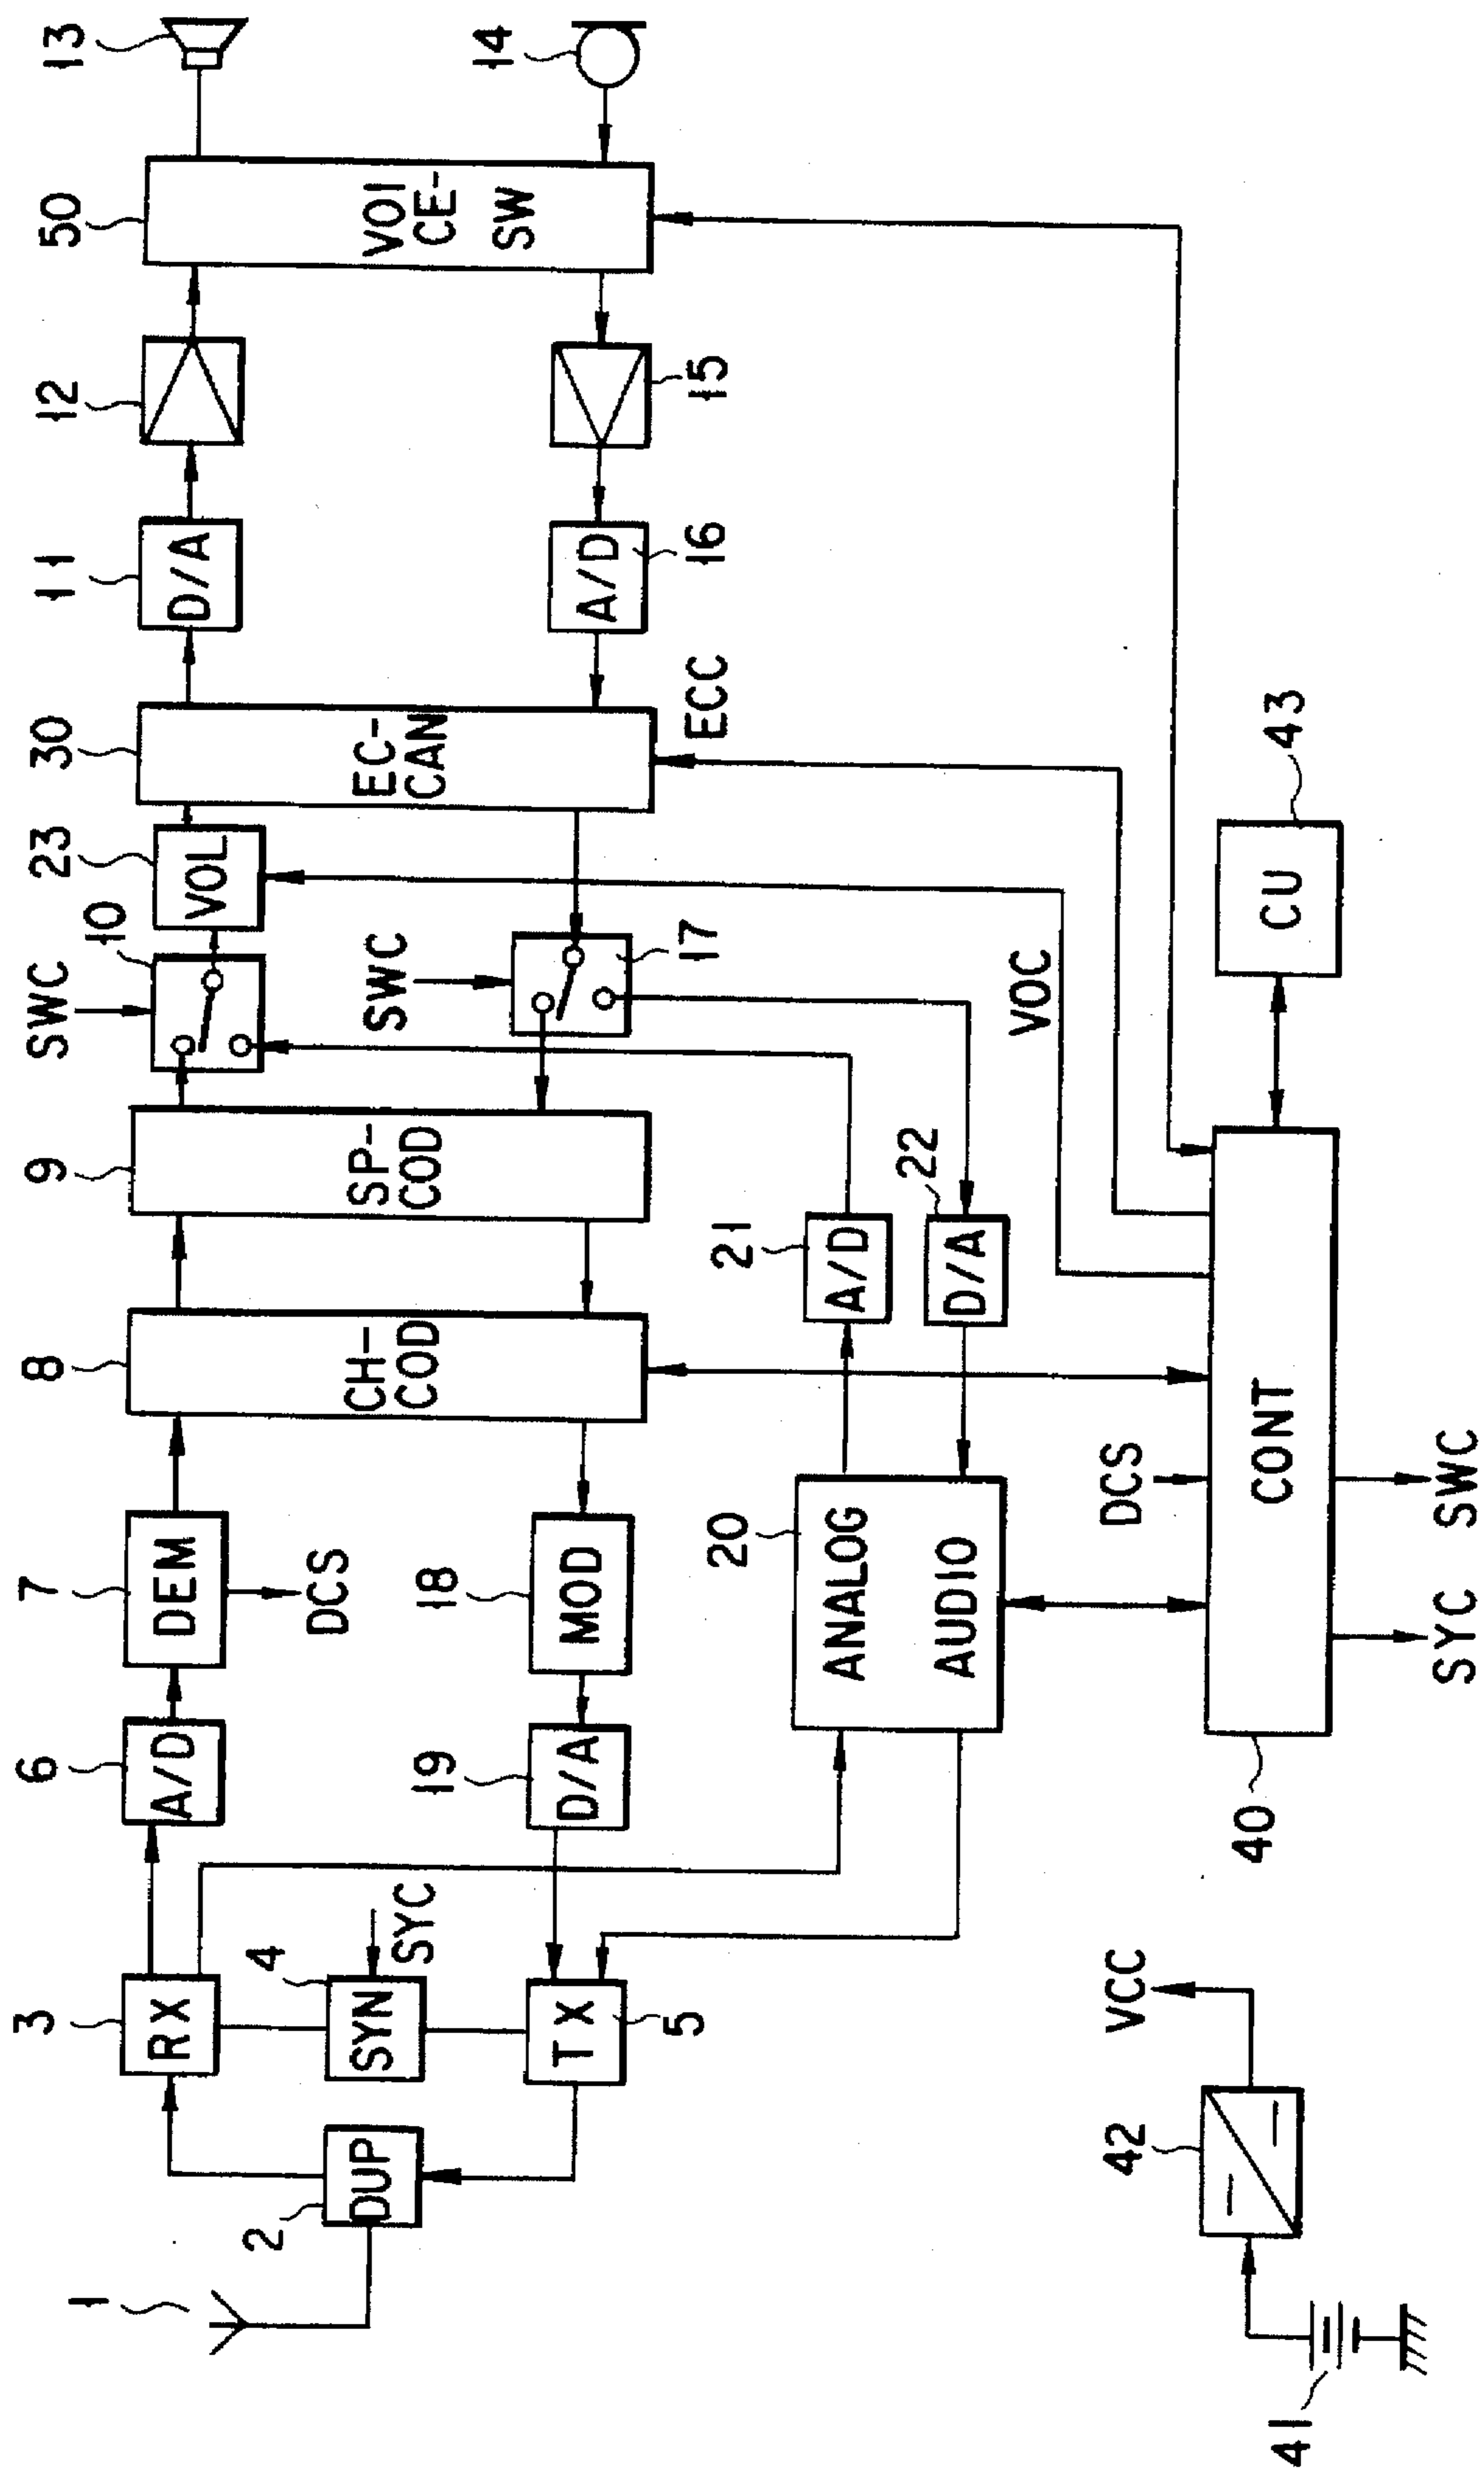 1
2
DUP
3
RX
4
SYN
SYC
5
TX
6
A/D
7
DEM
DCS
8
CH-
COD
9
SP-
COD
SWC
10
23
VOL
30
EC-
CAN
ECC
11
D/A
12
50
VOI
CE-
SW
13
14
15
16
A/D
SWC
17
18
MOD
19
D/A
20
ANALOG
AUDIO
21
A/D
22
D/A
VOC
DCS
CONT
40
SYC
SWC
CU
43
41
42
VCC